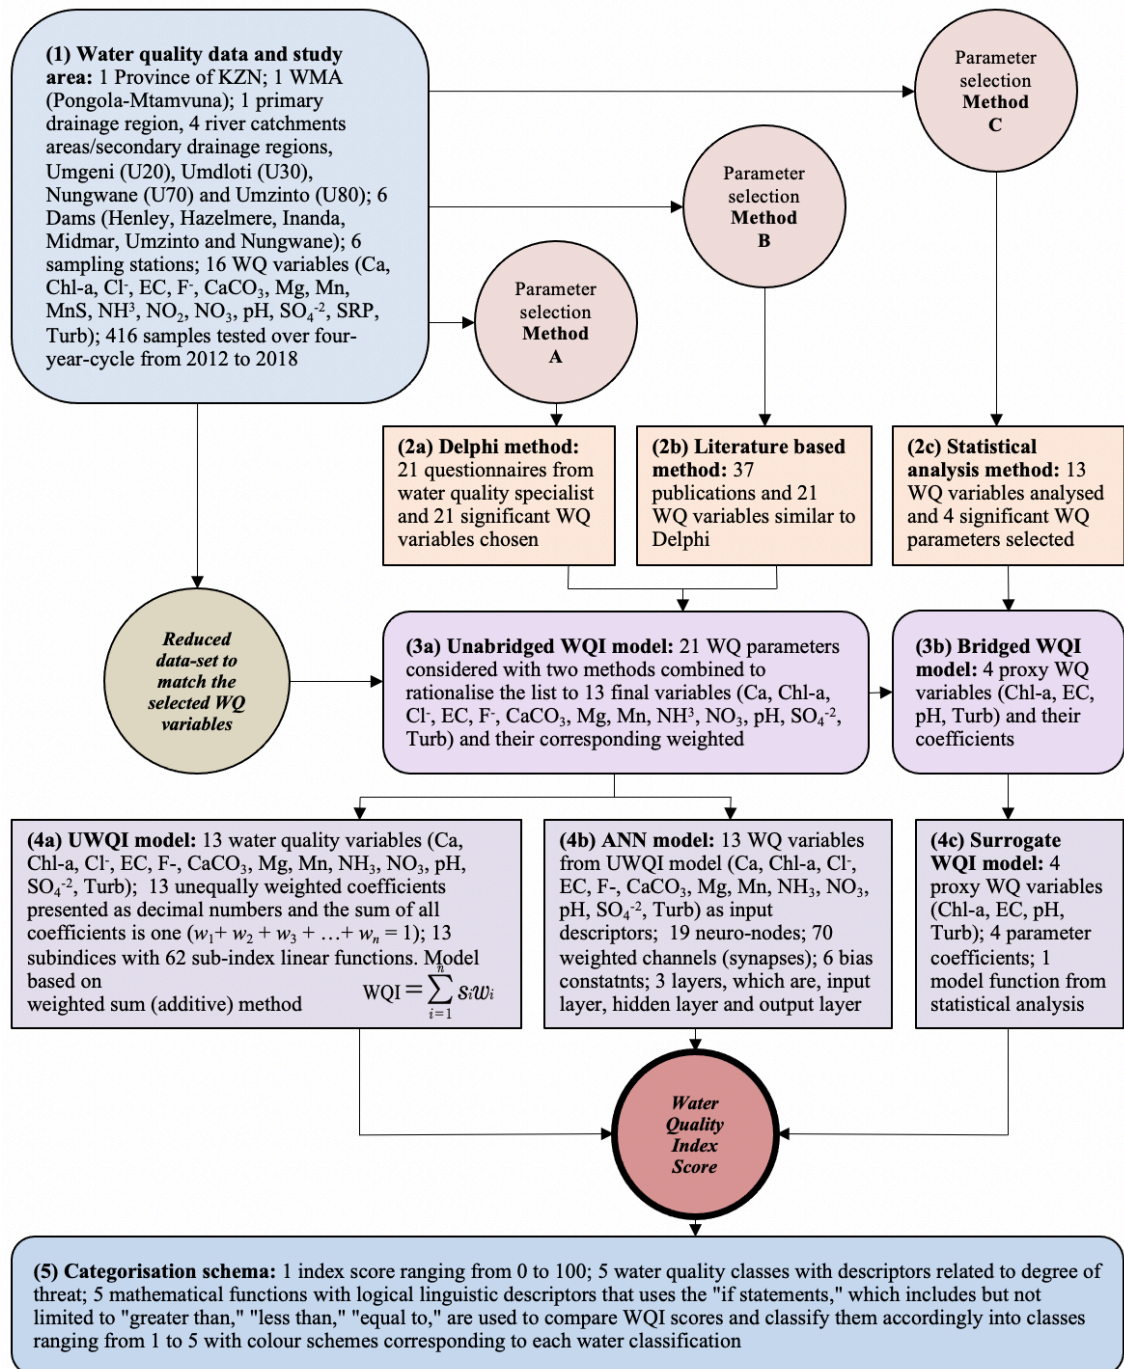 (1) Water quality data and study
area: 1 Province of KZN; 1 WMA
(Pongola-Mtamvuna); 1 primary
drainage region, 4 river catchments
areas/secondary drainage regions,
Umgeni (U20), Umdloti (U30),
Nungwane (U70) and Umzinto (U80); 6
Dams (Henley, Hazelmere, Inanda,
Midmar, Umzinto and Nungwane); 6
sampling stations; 16 WQ variables (Ca,
Chl-a, Cl⁻, EC, F⁻, CaCO₃, Mg, Mn,
MnS, NH³, NO₂, NO₃, pH, SO₄⁻², SRP,
Turb); 416 samples tested over four-
year-cycle from 2012 to 2018
Parameter
selection
Method
C
Parameter
selection
Method
B
Parameter
selection
Method
A
(2a) Delphi method:
21 questionnaires from
water quality specialist
and 21 significant WQ
variables chosen
(2b) Literature based
method: 37
publications and 21
WQ variables similar to
Delphi
(2c) Statistical
analysis method: 13
WQ variables analysed
and 4 significant WQ
parameters selected
Reduced
data-set to
match the
selected WQ
variables
(3a) Unabridged WQI model: 21 WQ parameters
considered with two methods combined to
rationalise the list to 13 final variables (Ca, Chl-a,
Cl⁻, EC, F⁻, CaCO₃, Mg, Mn, NH³, NO₃, pH, SO₄⁻²,
Turb) and their corresponding weighted
(3b) Bridged WQI
model: 4 proxy WQ
variables (Chl-a, EC,
pH, Turb) and their
coefficients
(4a) UWQI model: 13 water quality variables (Ca,
Chl-a, Cl⁻, EC, F-, CaCO₃, Mg, Mn, NH₃, NO₃, pH,
SO₄⁻², Turb); 13 unequally weighted coefficients
presented as decimal numbers and the sum of all
coefficients is one (w₁+ w₂ + w₃ + …+ wₙ = 1); 13
subindices with 62 sub-index linear functions. Model
based on
weighted sum (additive) method WQI = ∑ⁿᵢ₌₁ sᵢwᵢ
(4b) ANN model: 13 WQ variables
from UWQI model (Ca, Chl-a, Cl⁻,
EC, F-, CaCO₃, Mg, Mn, NH₃, NO₃,
pH, SO₄⁻², Turb) as input
descriptors; 19 neuro-nodes; 70
weighted channels (synapses); 6 bias
constatnts; 3 layers, which are, input
layer, hidden layer and output layer
(4c) Surrogate
WQI model: 4
proxy WQ variables
(Chl-a, EC, pH,
Turb); 4 parameter
coefficients; 1
model function from
statistical analysis
Water
Quality
Index
Score
(5) Categorisation schema: 1 index score ranging from 0 to 100; 5 water quality classes with descriptors related to degree of
threat; 5 mathematical functions with logical linguistic descriptors that uses the "if statements," which includes but not
limited to "greater than," "less than," "equal to," are used to compare WQI scores and classify them accordingly into classes
ranging from 1 to 5 with colour schemes corresponding to each water classification